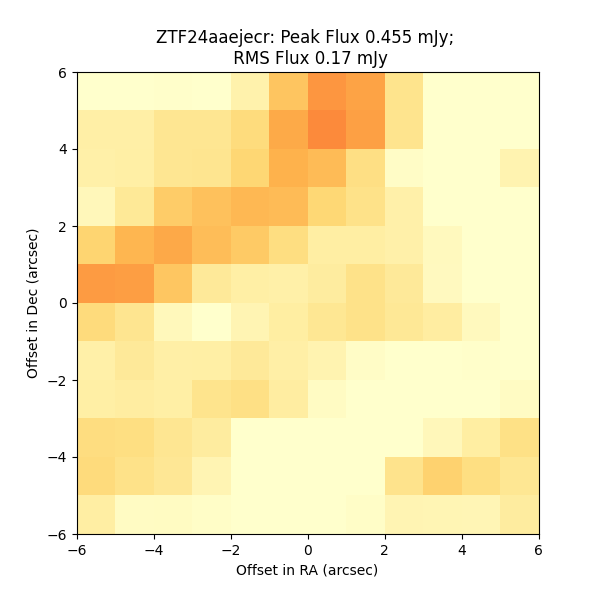 ZTF24aaejecr: Peak Flux 0.455 mJy;
RMS Flux 0.17 mJy
6
4
2
0
−2
−4
−6
Offset in Dec (arcsec)
−6 −4 −2 0 2 4 6
Offset in RA (arcsec)